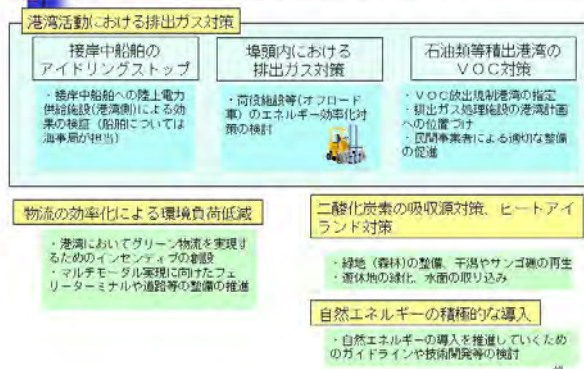 港湾活動における排出ガス対策
接岸中船舶の
アイドリングストップ
・接岸中船舶への陸上電力
供給施設(港湾側)による効
果の検証(船舶については
海事局が担当)
埠頭内における
排出ガス対策
・荷役施設等(オフロード
車)のエネルギー効率化対
策の検討
石油類等積出港湾の
VOC対策
・VOC放出規制港湾の指定
・排出ガス処理施設の港湾計画
への位置づけ
・民間事業者による適切な整備
の促進
物流の効率化による環境負荷低減
・港湾においてグリーン物流を実現す
るためのインセンティブの創設
・マルチモーダル実現に向けたフェ
リーターミナルや道路等の整備の推進
二酸化炭素の吸収源対策、ヒートアイ
ランド対策
・緑地(森林)の整備、干潟やサンゴ礁の再生
・遊休地の緑化、水面の取り込み
自然エネルギーの積極的な導入
・自然エネルギーの導入を推進していくため
のガイドラインや技術開発等の検討